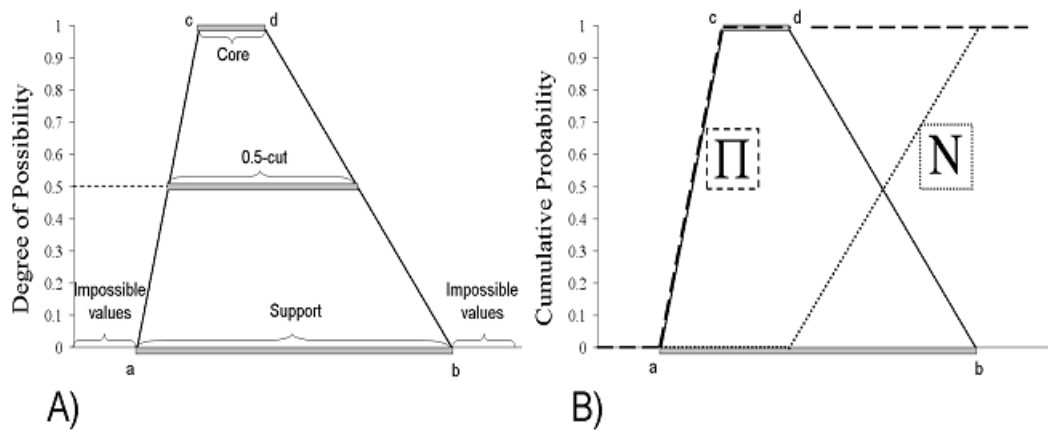 c d
1
0.9
0.8
0.7
0.6
0.5
0.4
0.3
0.2
0.1
0
Degree of Possibility
Core
0.5-cut
Impossible
values
Support
Impossible
values
a b
A)
c d
1
0.9
0.8
0.7
0.6
0.5
0.4
0.3
0.2
0.1
0
Cumulative Probability
Π
N
a b
B)